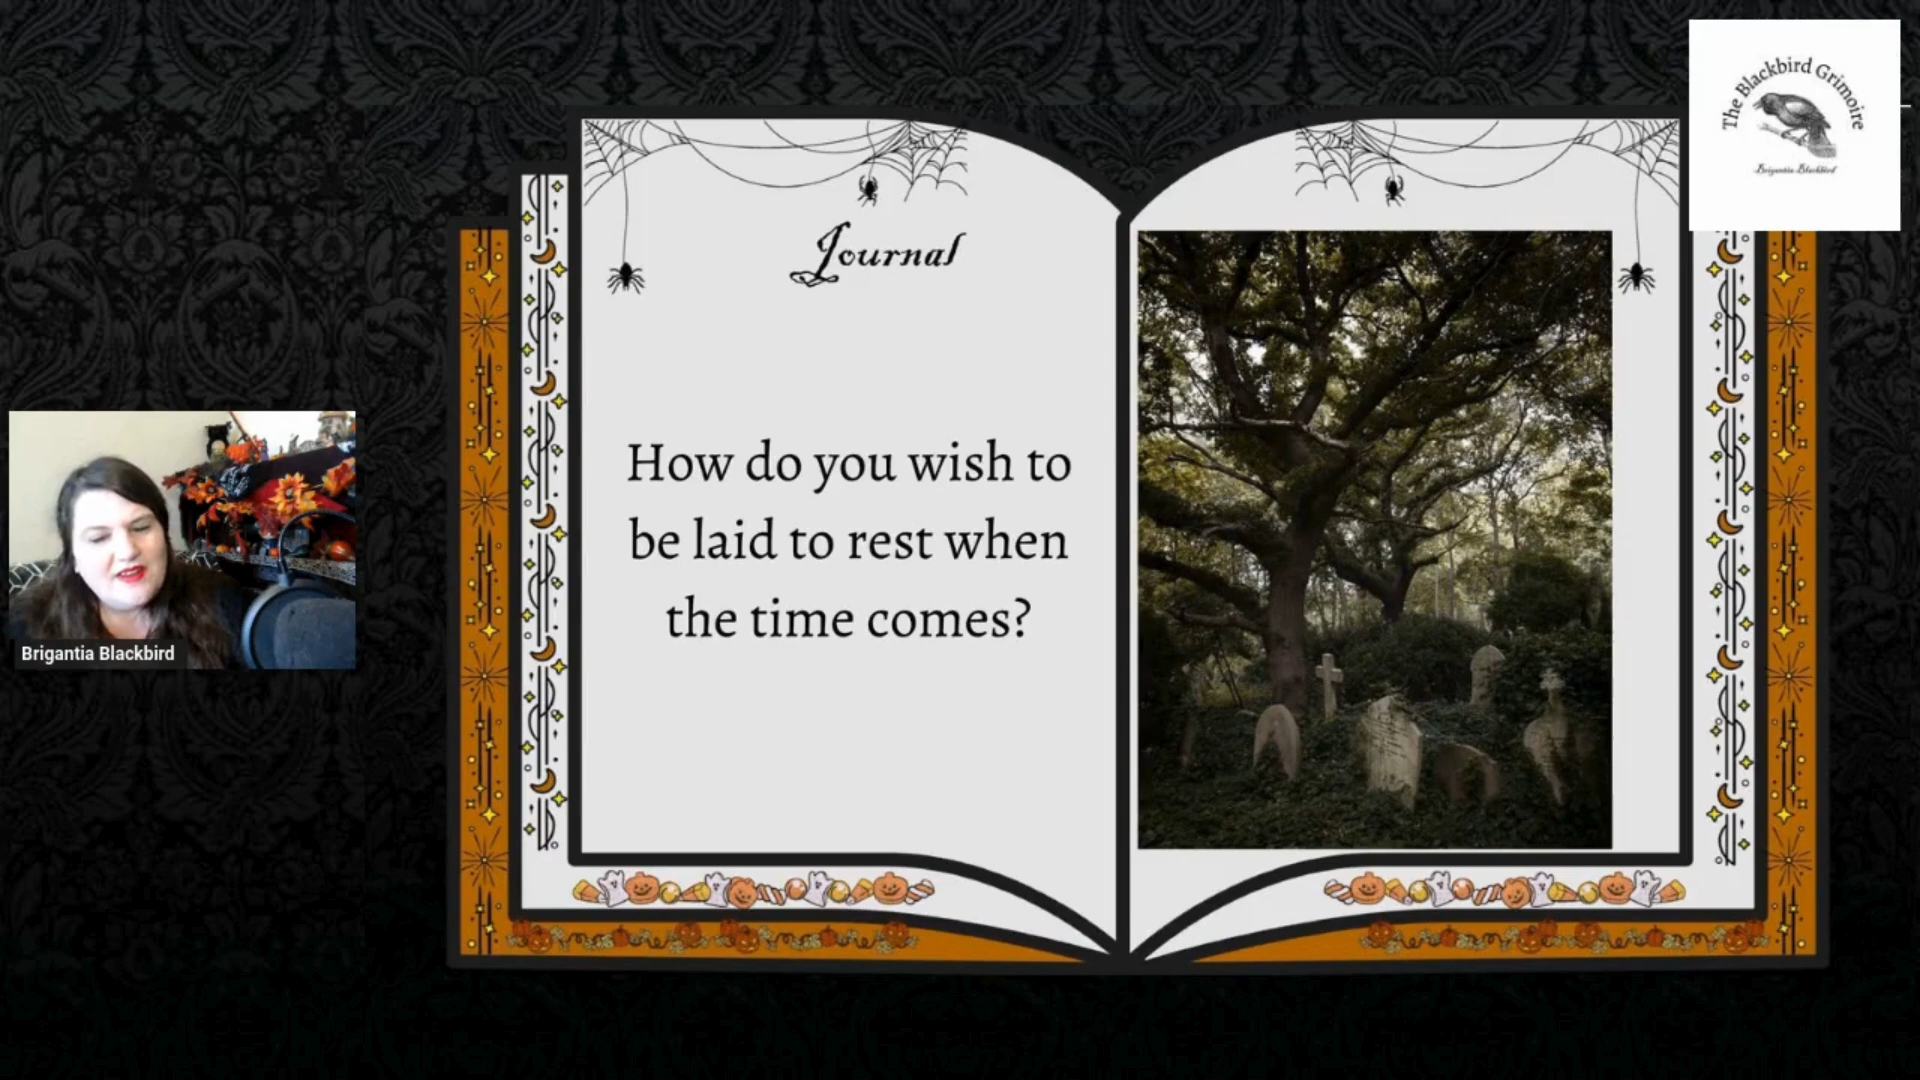 The Blackbird Grimoire
Brigantia Blackbird
Journal
How do you wish to
be laid to rest when
the time comes?
Brigantia Blackbird